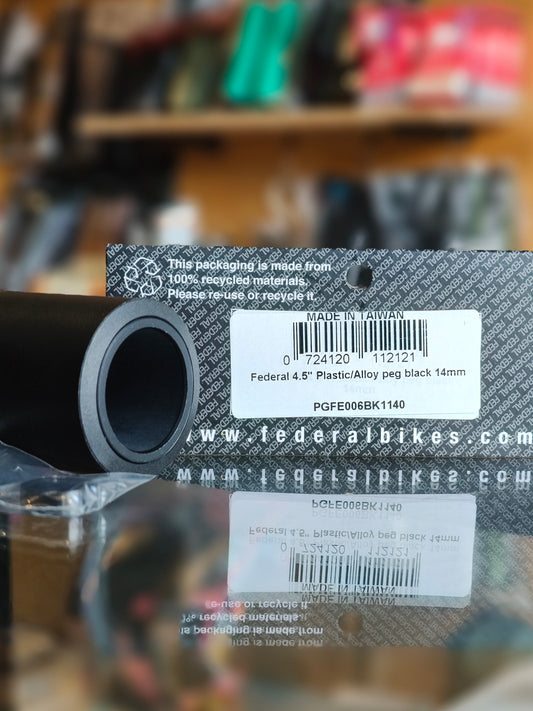 This packaging is made from
100% recycled materials.
Please re-use or recycle it.
MADE IN TAIWAN
0 724120 112121
Federal 4.5" Plastic/Alloy peg black 14mm
PGFE006BK1140
www.federalbikes.com